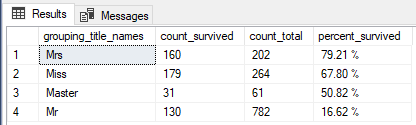 Results Messages
grouping_title_names count_survived count_total percent_survived
1 Mrs 160 202 79.21 %
2 Miss 179 264 67.80 %
3 Master 31 61 50.82 %
4 Mr 130 782 16.62 %